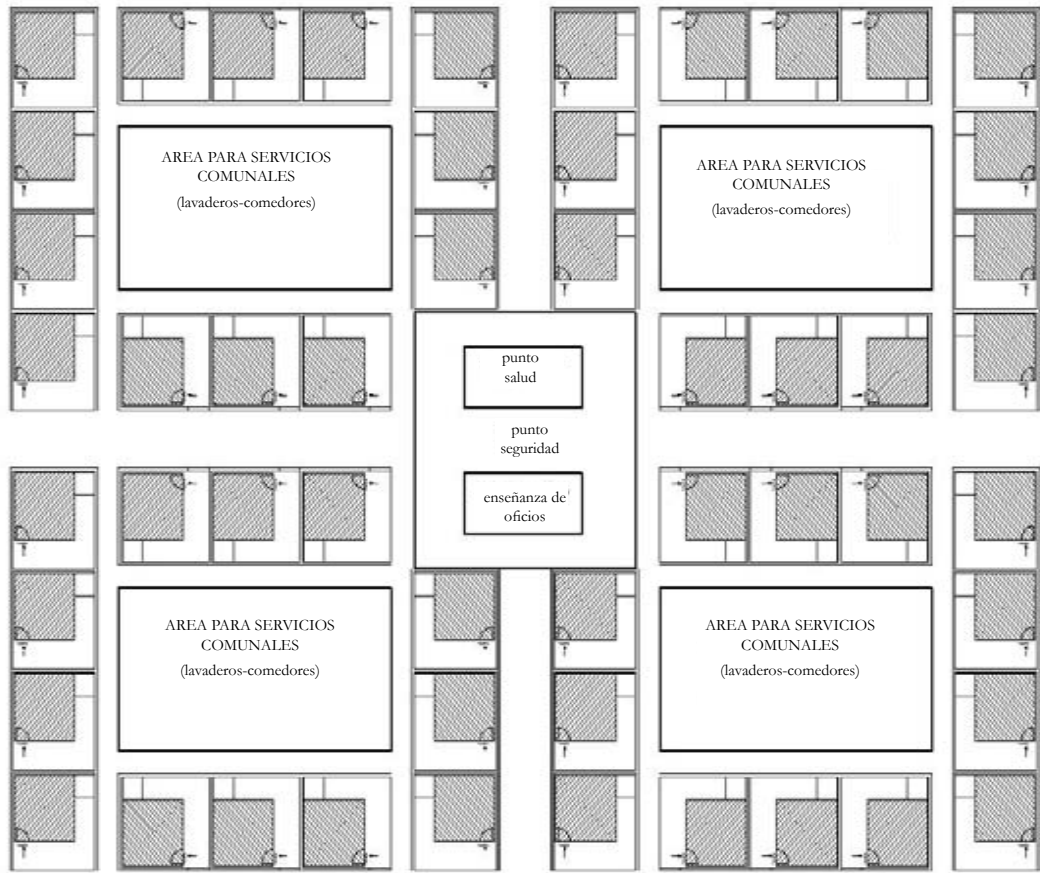 AREA PARA SERVICIOS
COMUNALES
(lavaderos-comedores)
AREA PARA SERVICIOS
COMUNALES
(lavaderos-comedores)
punto
salud
punto
seguridad
enseñanza de
oficios
AREA PARA SERVICIOS
COMUNALES
(lavaderos-comedores)
AREA PARA SERVICIOS
COMUNALES
(lavaderos-comedores)